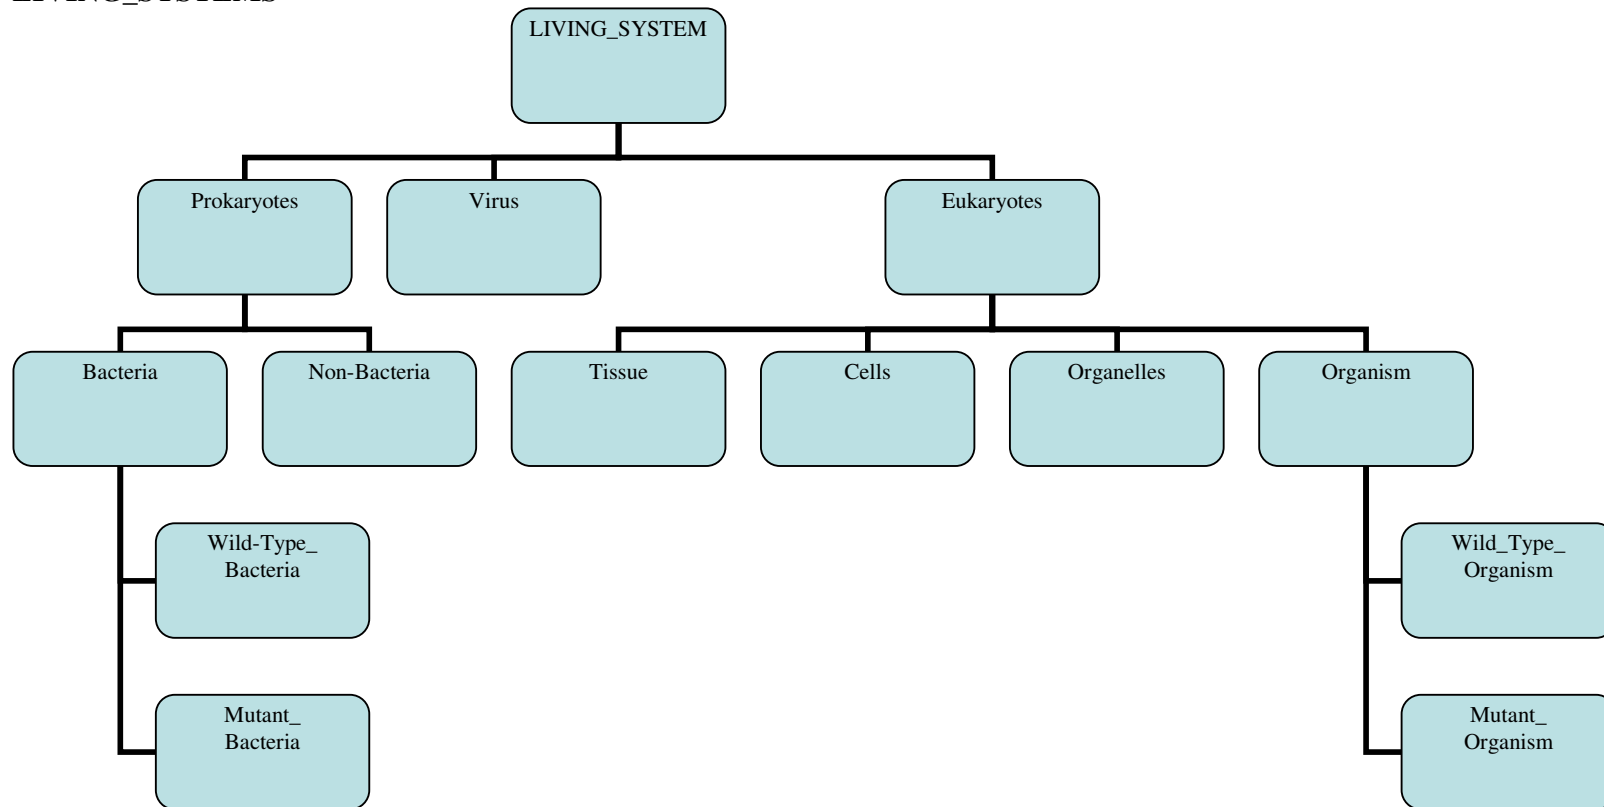 LIVING_SYSTEMS
LIVING_SYSTEM
Prokaryotes
Virus
Eukaryotes
Bacteria
Non-Bacteria
Tissue
Cells
Organelles
Organism
Wild-Type_
Bacteria
Wild_Type_
Organism
Mutant_
Bacteria
Mutant_
Organism